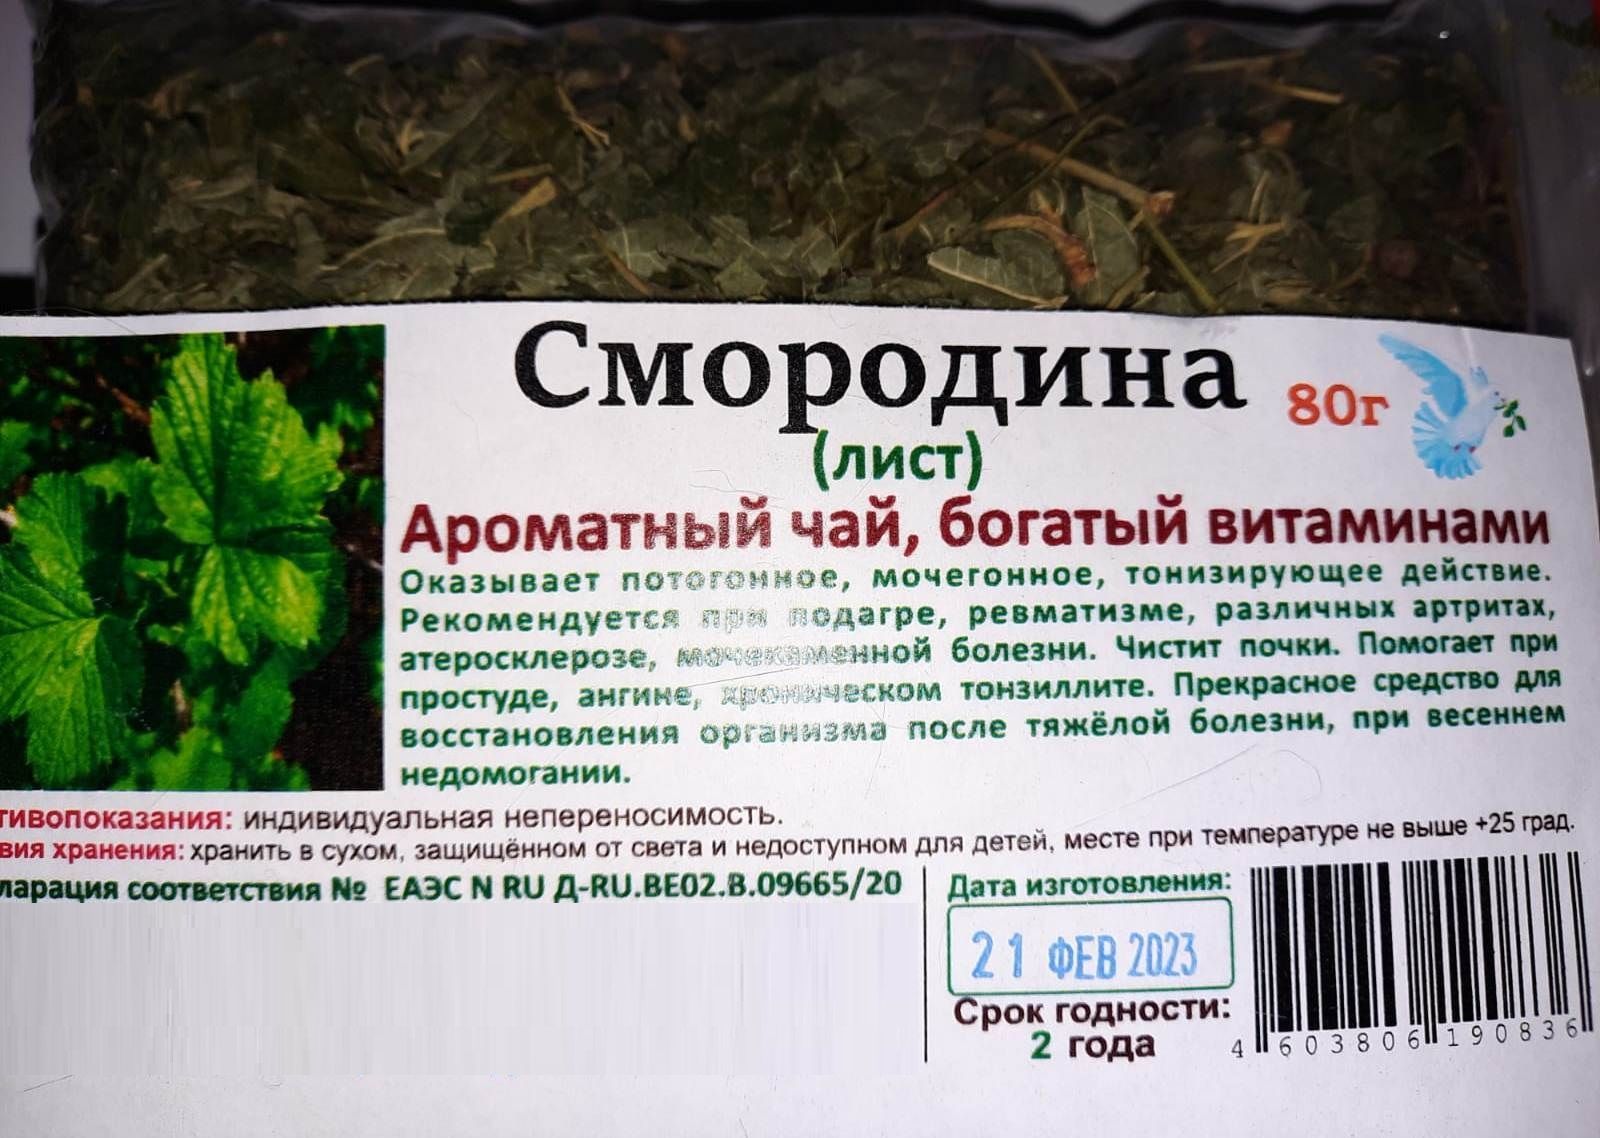 Смородина 80г
(лист)
Ароматный чай, богатый витаминами
Оказывает потогонное, мочегонное, тонизирующее действие.
Рекомендуется при подагре, ревматизме, различных артритах,
атеросклерозе, мочекаменной болезни. Чистит почки. Помогает при
простуде, ангине, хроническом тонзиллите. Прекрасное средство для
восстановления организма после тяжёлой болезни, при весеннем
недомогании.
тивопоказания: индивидуальная непереносимость.
вия хранения: хранить в сухом, защищённом от света и недоступном для детей, месте при температуре не выше +25 град.
ларация соответствия № ЕАЭС N RU Д-RU.BE02.B.09665/20
Дата изготовления:
21 ФЕВ 2023
Срок годности:
2 года
4 603806 190836